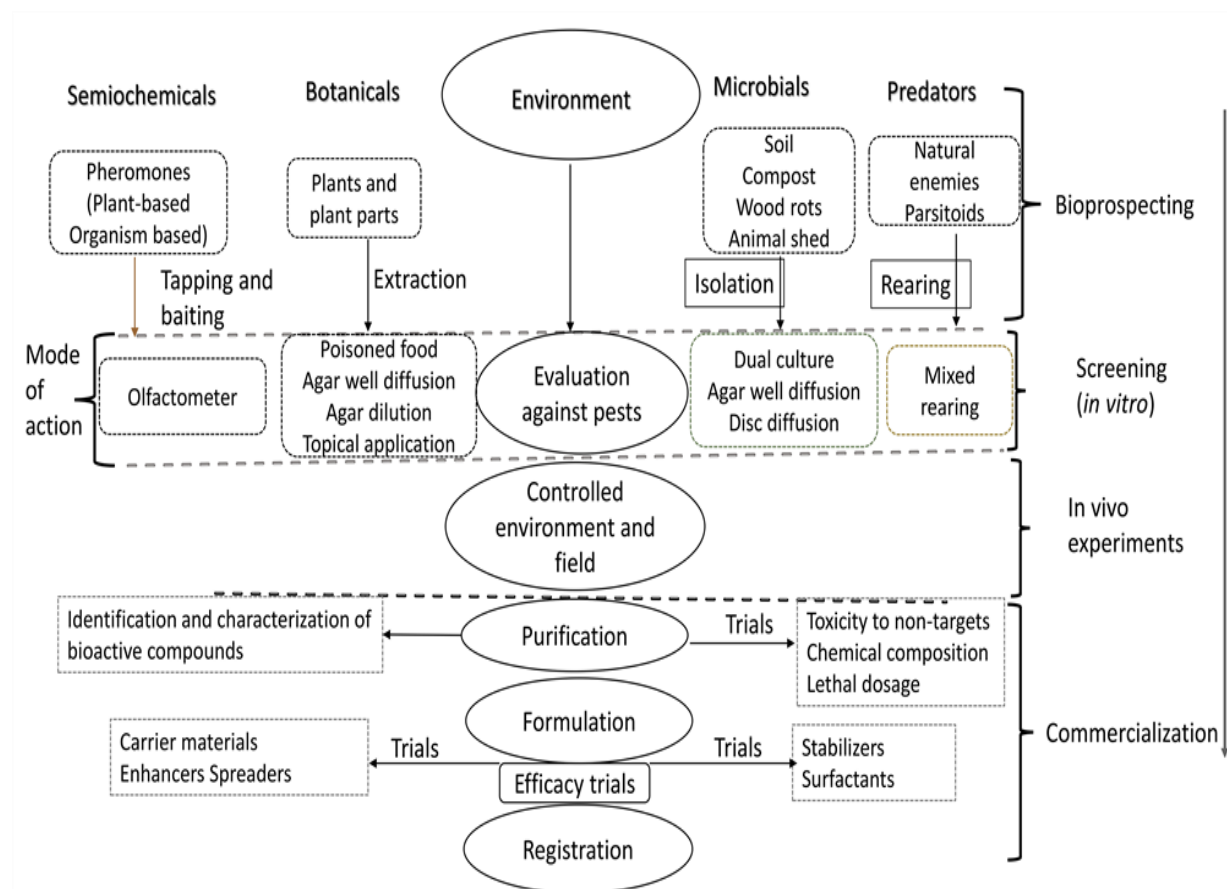 Semiochemicals
Botanicals
Environment
Microbials
Predators
Pheromones
(Plant-based
Organism based)
Plants and
plant parts
Soil
Compost
Wood rots
Animal shed
Natural
enemies
Parsitoids
Bioprospecting
Tapping and
baiting
Extraction
Isolation
Rearing
Mode
of
action
Olfactometer
Poisoned food
Agar well diffusion
Agar dilution
Topical application
Evaluation
against pests
Dual culture
Agar well diffusion
Disc diffusion
Mixed
rearing
Screening
(in vitro)
Controlled
environment and
field
In vivo
experiments
Identification and characterization of
bioactive compounds
Purification
Trials
Toxicity to non-targets
Chemical composition
Lethal dosage
Formulation
Carrier materials
Enhancers Spreaders
Trials
Trials
Stabilizers
Surfactants
Efficacy trials
Registration
Commercialization